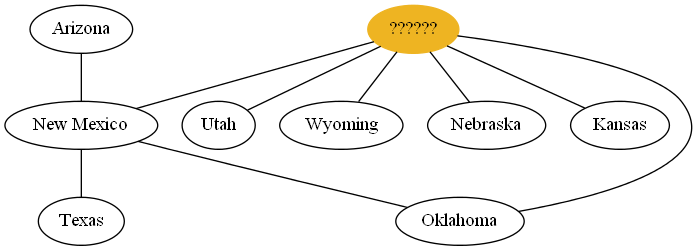 Arizona
??????
New Mexico
Utah
Wyoming
Nebraska
Kansas
Texas
Oklahoma